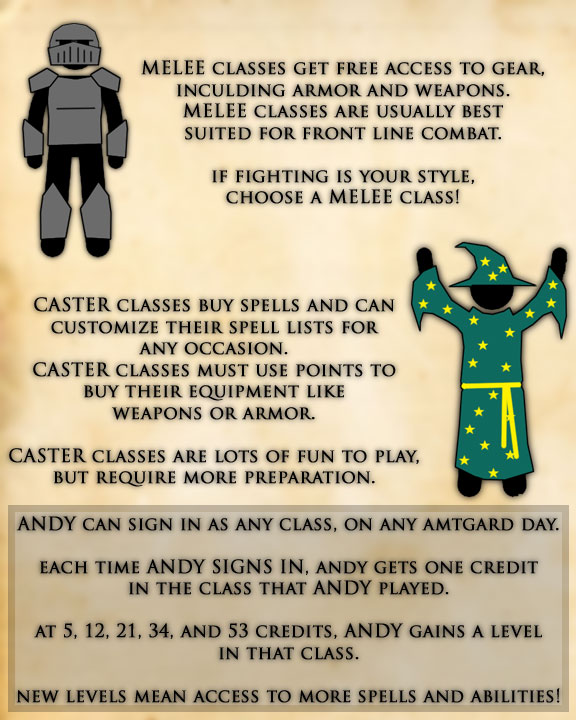 MELEE CLASSES GET FREE ACCESS TO GEAR,
INCULDING ARMOR AND WEAPONS.
MELEE CLASSES ARE USUALLY BEST
SUITED FOR FRONT LINE COMBAT.
IF FIGHTING IS YOUR STYLE,
CHOOSE A MELEE CLASS!
CASTER CLASSES BUY SPELLS AND CAN
CUSTOMIZE THEIR SPELL LISTS FOR
ANY OCCASION.
CASTER CLASSES MUST USE POINTS TO
BUY THEIR EQUIPMENT LIKE
WEAPONS OR ARMOR.
CASTER CLASSES ARE LOTS OF FUN TO PLAY,
BUT REQUIRE MORE PREPARATION.
ANDY CAN SIGN IN AS ANY CLASS, ON ANY AMTGARD DAY.
EACH TIME ANDY SIGNS IN, ANDY GETS ONE CREDIT
IN THE CLASS THAT ANDY PLAYED.
AT 5, 12, 21, 34, AND 53 CREDITS, ANDY GAINS A LEVEL
IN THAT CLASS.
NEW LEVELS MEAN ACCESS TO MORE SPELLS AND ABILITIES!